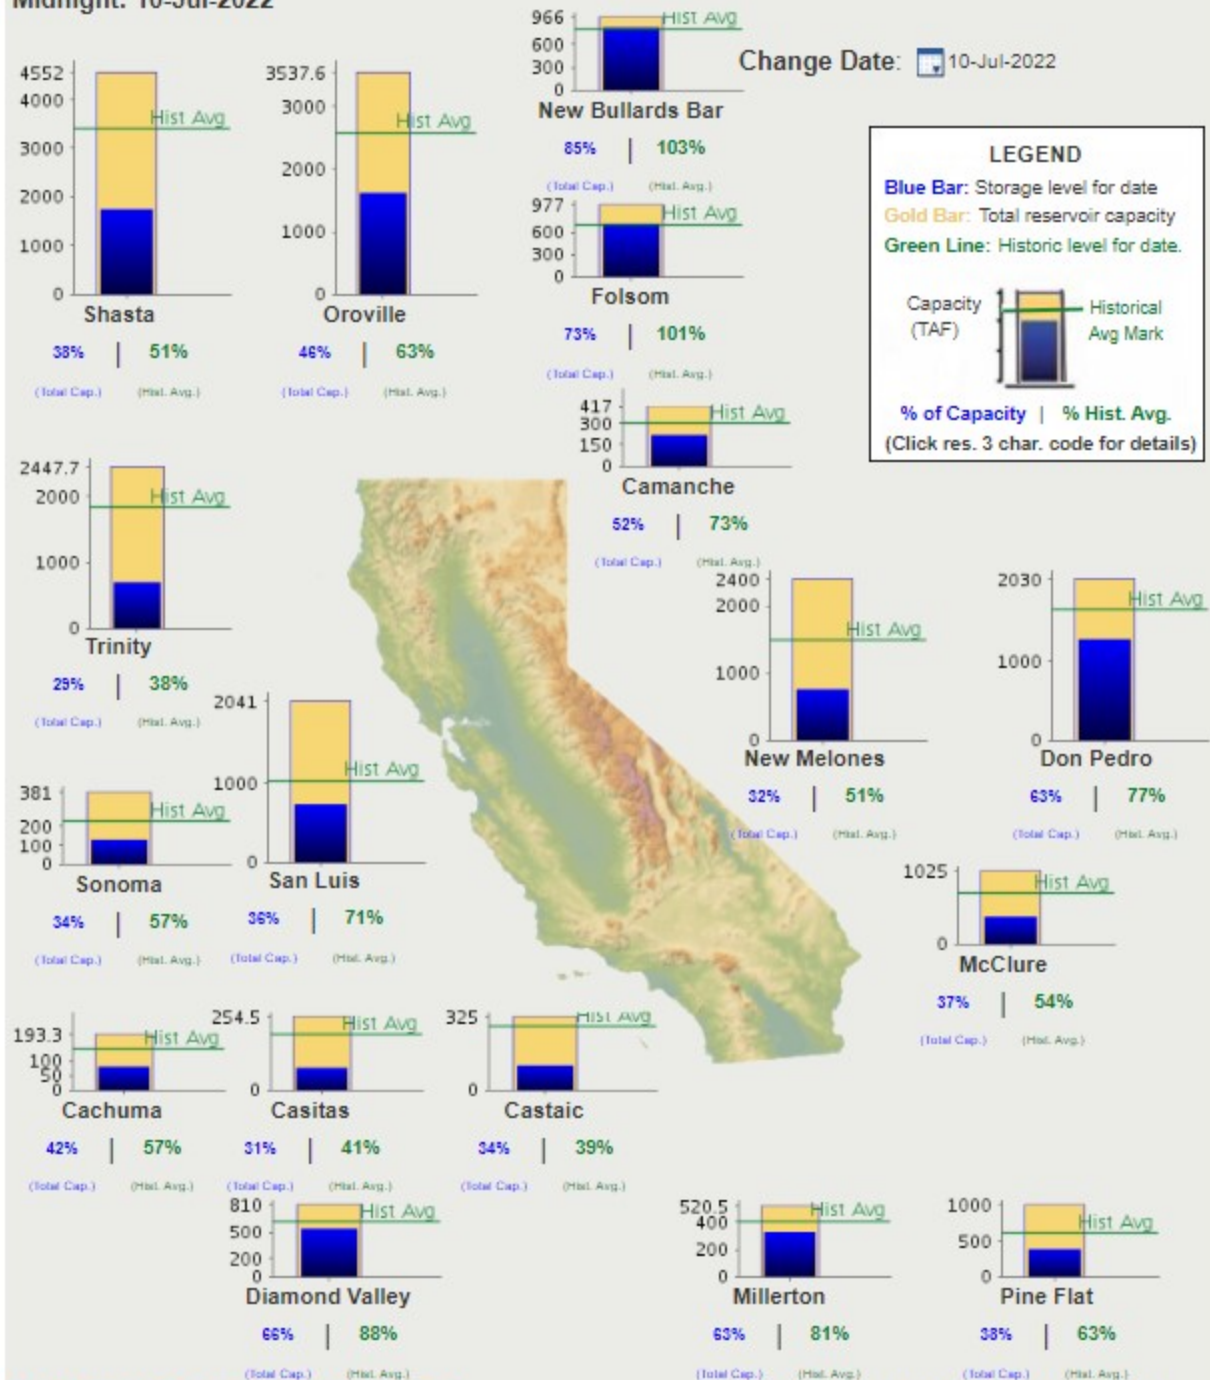 Midnight: 10-Jul-2022
Change Date: 10-Jul-2022
LEGEND
Blue Bar: Storage level for date
Gold Bar: Total reservoir capacity
Green Line: Historic level for date.
Capacity
(TAF)
Historical
Avg Mark
% of Capacity | % Hist. Avg.
(Click res. 3 char. code for details)
4552
4000
3000
2000
1000
0
Hist Avg
Shasta
38% | 51%
(Total Cap.) (Hist. Avg.)
3537.6
3000
2000
1000
0
Hist Avg
Oroville
46% | 63%
(Total Cap.) (Hist. Avg.)
966
600
300
0
Hist Avg
New Bullards Bar
85% | 103%
(Total Cap.) (Hist. Avg.)
977
600
300
0
Hist Avg
Folsom
73% | 101%
(Total Cap.) (Hist. Avg.)
417
300
150
0
Hist Avg
Camanche
52% | 73%
(Total Cap.) (Hist. Avg.)
2447.7
2000
1000
0
Hist Avg
Trinity
29% | 38%
(Total Cap.) (Hist. Avg.)
2400
2000
1000
0
Hist Avg
New Melones
32% | 51%
(Total Cap.) (Hist. Avg.)
2030
1000
0
Hist Avg
Don Pedro
63% | 77%
(Total Cap.) (Hist. Avg.)
381
200
100
0
Hist Avg
Sonoma
34% | 57%
(Total Cap.) (Hist. Avg.)
2041
1000
0
Hist Avg
San Luis
36% | 71%
(Total Cap.) (Hist. Avg.)
1025
0
Hist Avg
McClure
37% | 54%
(Total Cap.) (Hist. Avg.)
193.3
100
50
0
Hist Avg
Cachuma
42% | 57%
(Total Cap.) (Hist. Avg.)
254.5
0
Hist Avg
Casitas
31% | 41%
(Total Cap.) (Hist. Avg.)
325
0
Hist Avg
Castaic
34% | 39%
(Total Cap.) (Hist. Avg.)
810
500
200
0
Hist Avg
Diamond Valley
66% | 88%
(Total Cap.) (Hist. Avg.)
520.5
400
200
0
Hist Avg
Millerton
63% | 81%
(Total Cap.) (Hist. Avg.)
1000
500
0
Hist Avg
Pine Flat
38% | 63%
(Total Cap.) (Hist. Avg.)